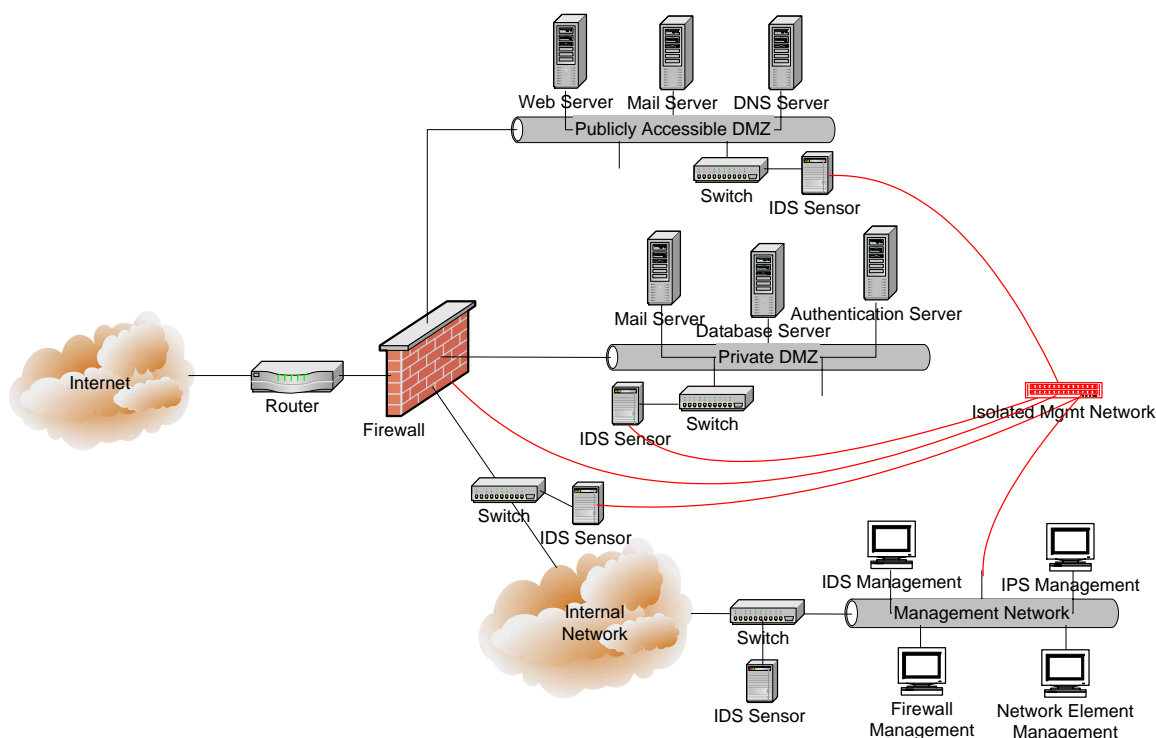 Web Server
Mail Server
DNS Server
Publicly Accessible DMZ
Switch
IDS Sensor
Mail Server
Database Server
Authentication Server
Private DMZ
Internet
Router
Firewall
IDS Sensor
Switch
Isolated Mgmt Network
Switch
IDS Sensor
IDS Management
IPS Management
Internal
Network
Switch
Management Network
IDS Sensor
Firewall
Management
Network Element
Management